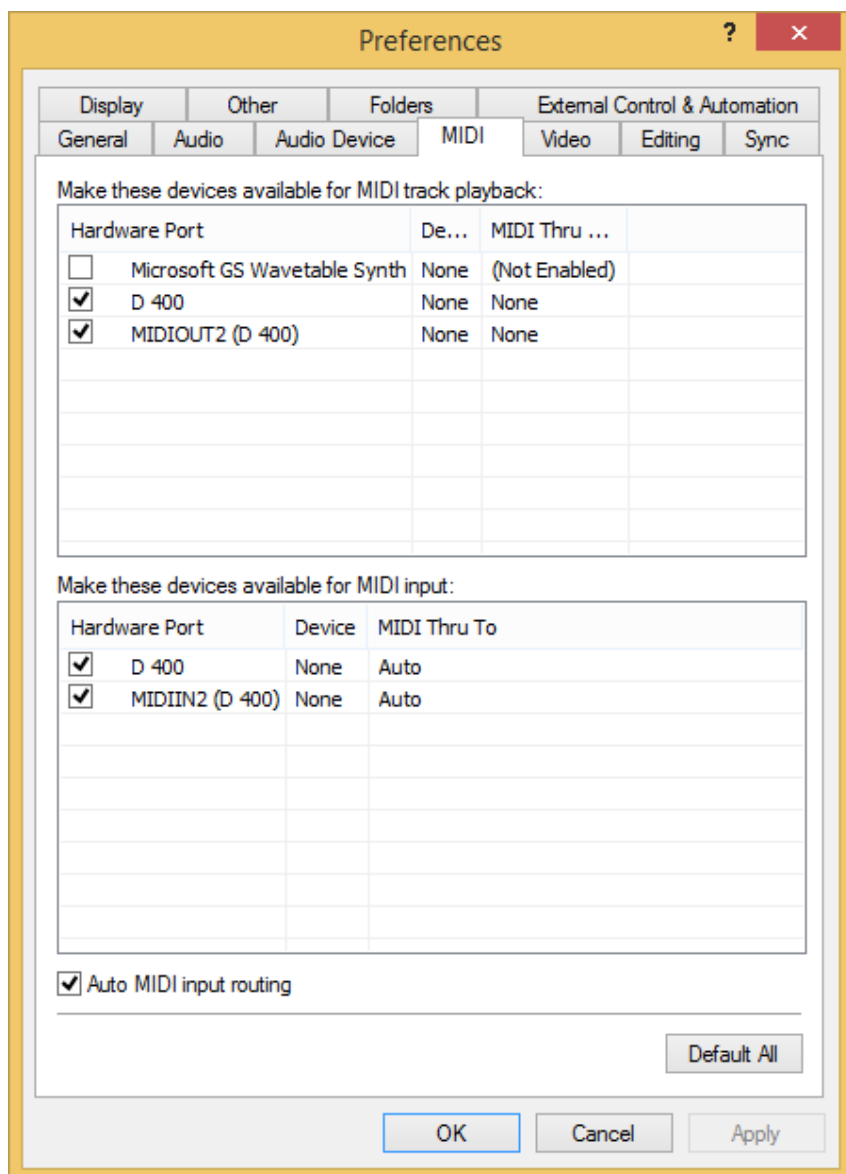 Preferences
?
Display Other Folders External Control & Automation
General Audio Audio Device MIDI Video Editing Sync
Make these devices available for MIDI track playback:
Hardware Port De... MIDI Thru ...
Microsoft GS Wavetable Synth None (Not Enabled)
D 400 None None
MIDIOUT2 (D 400) None None
Make these devices available for MIDI input:
Hardware Port Device MIDI Thru To
D 400 None Auto
MIDIIN2 (D 400) None Auto
Auto MIDI input routing
Default All
OK Cancel Apply